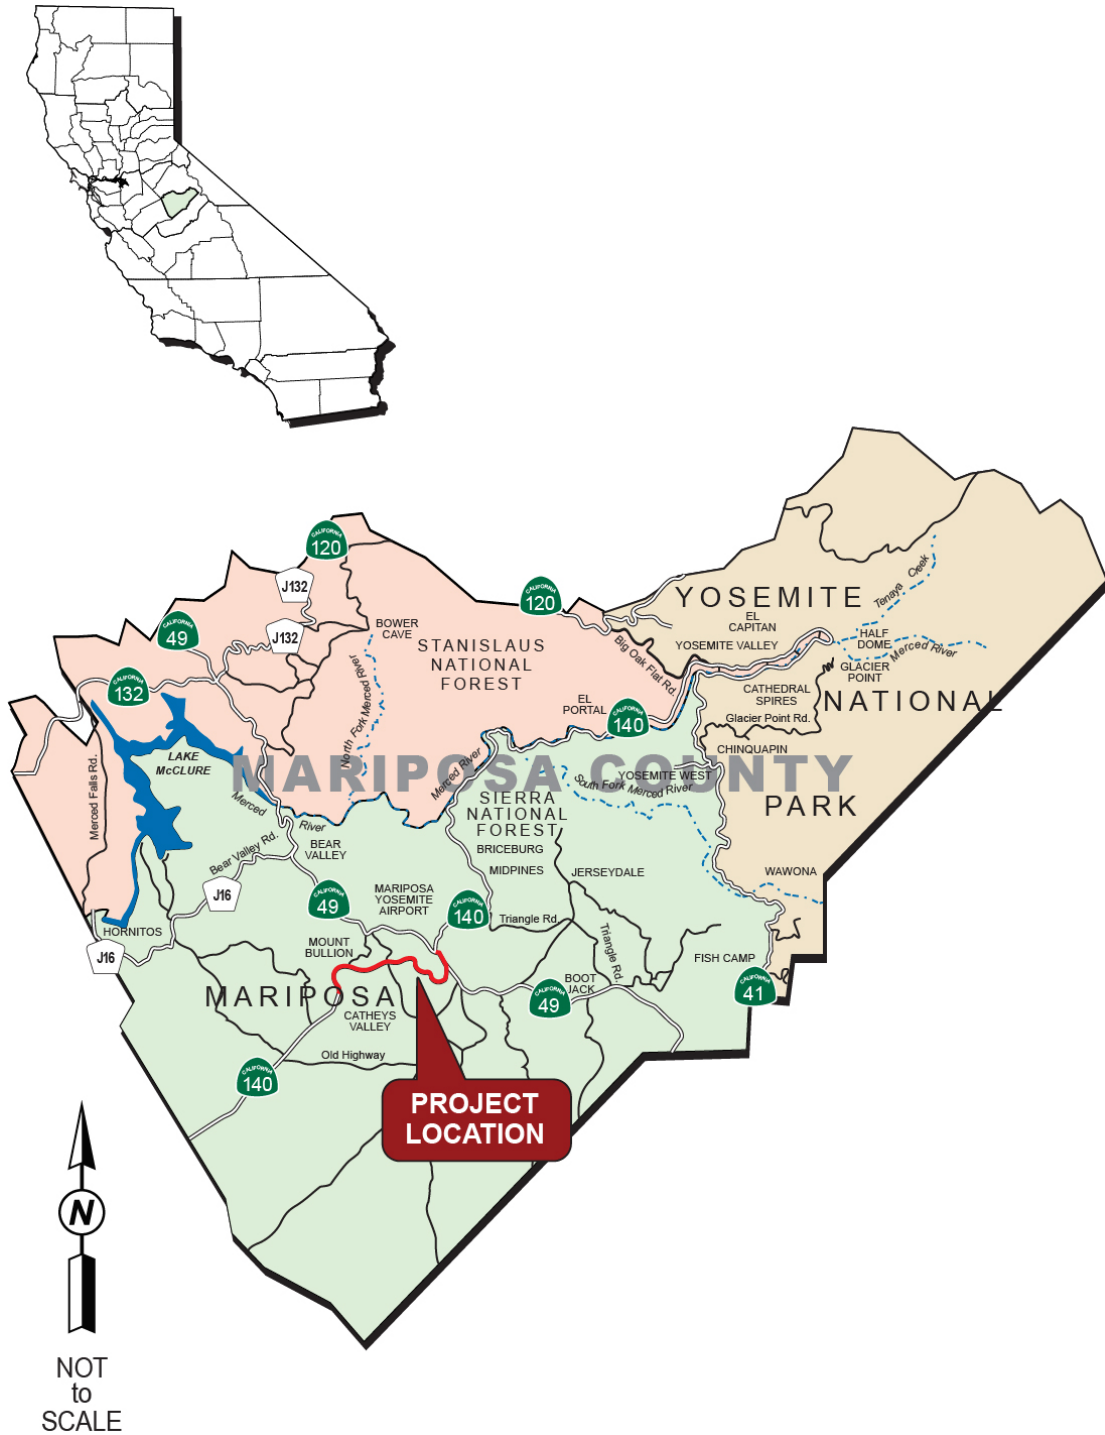 CALIFORNIA
120
J132
CALIFORNIA
120
CALIFORNIA
49
J132
BOWER
CAVE
STANISLAUS
NATIONAL
FOREST
YOSEMITE
EL
CAPITAN
YOSEMITE VALLEY
Tenaya Creek
HALF
DOME
Merced River
GLACIER
POINT
Big Oak Flat Rd.
CALIFORNIA
132
North Fork Merced River
EL
PORTAL
CALIFORNIA
140
CATHEDRAL
SPIRES
NATIONAL
Glacier Point Rd.
LAKE
McCLURE
MARIPOSA COUNTY
CHINQUAPIN
Merced Falls Rd.
Merced River
YOSEMITE WEST
South Fork Merced River
PARK
Merced River
SIERRA
NATIONAL
FOREST
Bear Valley Rd.
BEAR
VALLEY
BRICEBURG
MIDPINES
JERSEYDALE
WAWONA
J16
CALIFORNIA
49
MARIPOSA
YOSEMITE
AIRPORT
CALIFORNIA
140
Triangle Rd.
HORNITOS
J16
MOUNT
BULLION
Triangle Rd.
FISH CAMP
MARIPOSA
BOOT
JACK
CALIFORNIA
49
CALIFORNIA
41
CATHEYS
VALLEY
Old Highway
CALIFORNIA
140
PROJECT
LOCATION
N
NOT
to
SCALE